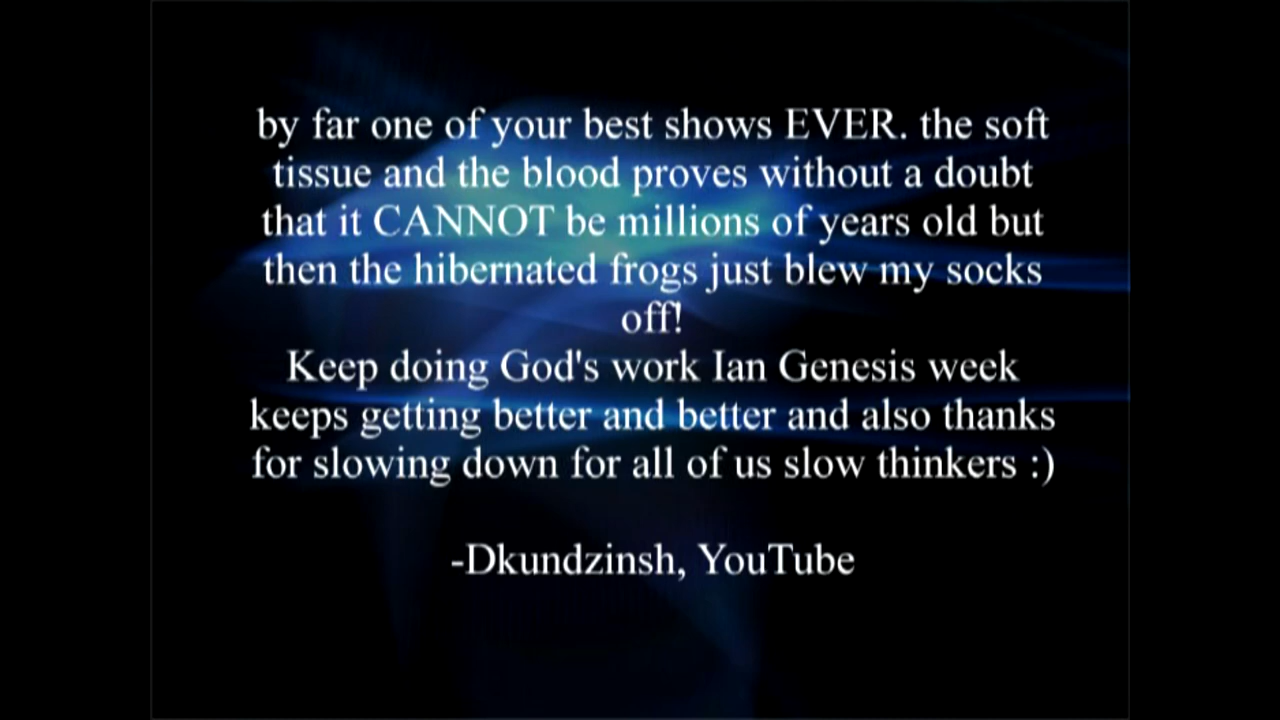 by far one of your best shows EVER. the soft
tissue and the blood proves without a doubt
that it CANNOT be millions of years old but
then the hibernated frogs just blew my socks
off!
Keep doing God's work Ian Genesis week
keeps getting better and better and also thanks
for slowing down for all of us slow thinkers :)
-Dkundzinsh, YouTube